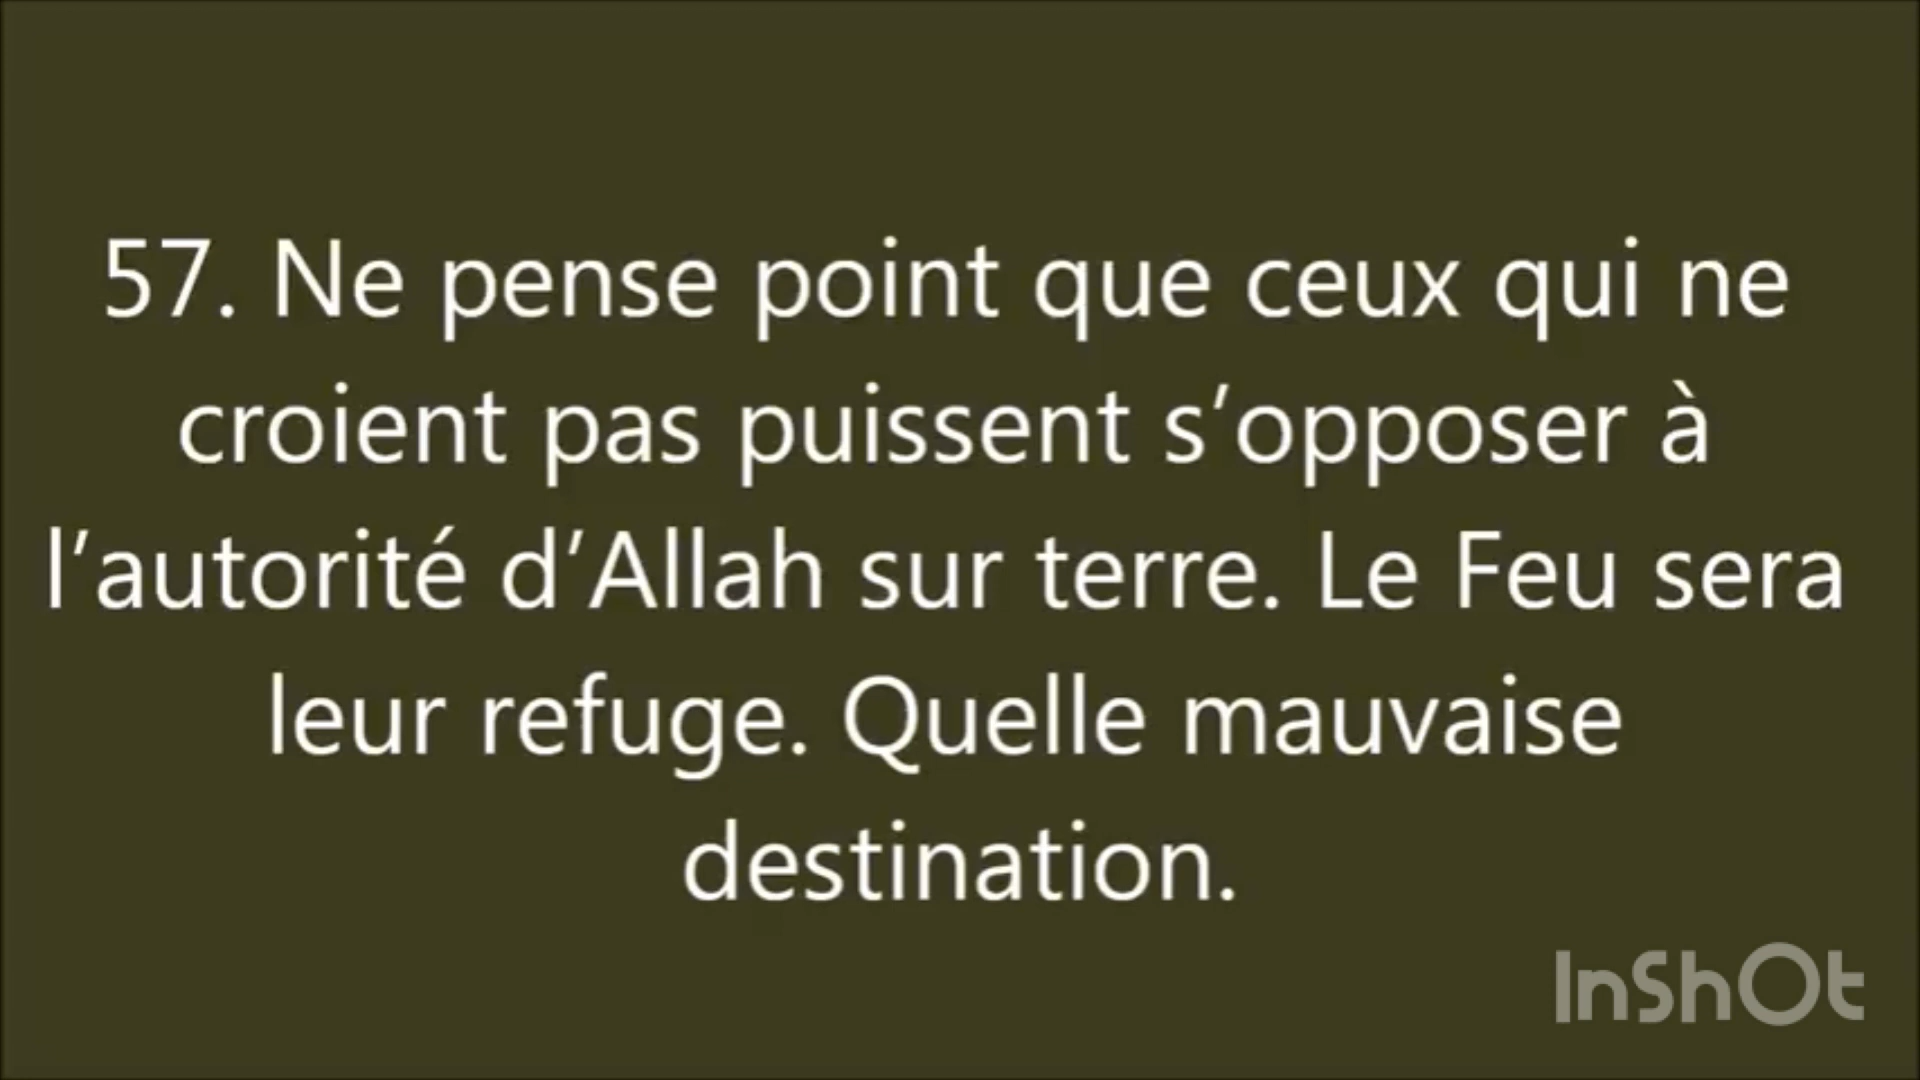 57. Ne pense point que ceux qui ne
croient pas puissent s’opposer à
l’autorité d’Allah sur terre. Le Feu sera
leur refuge. Quelle mauvaise
destination.
InShOt